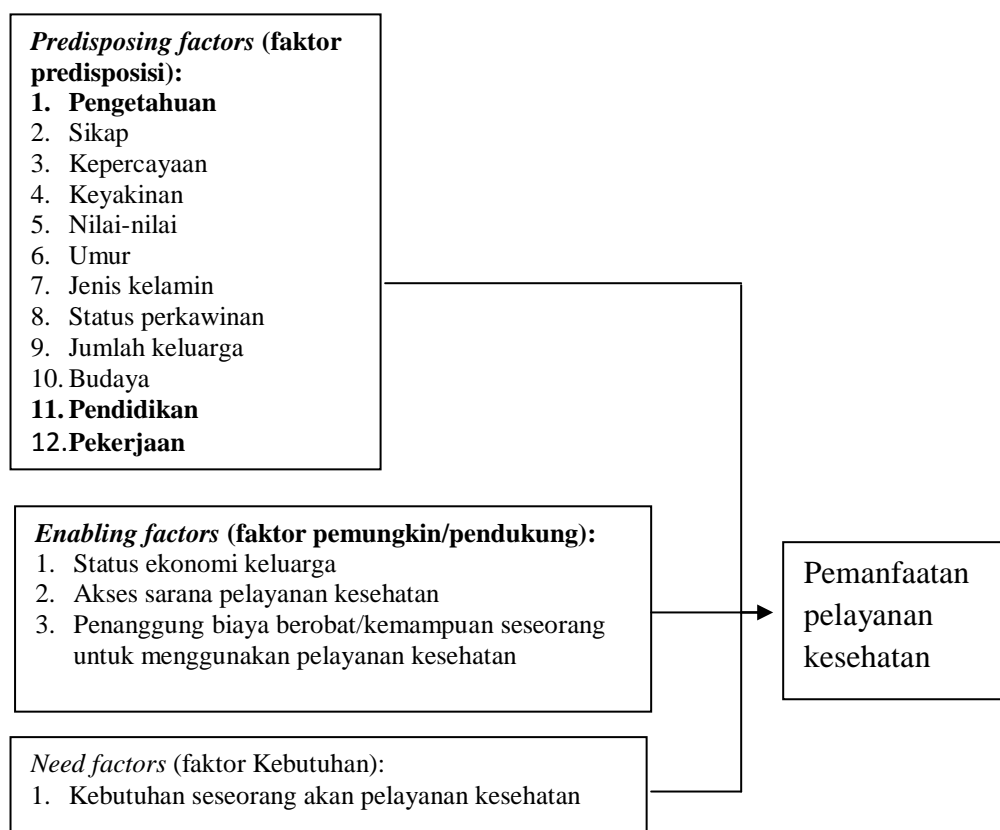 Predisposing factors (faktor
predisposisi):
1. Pengetahuan
2. Sikap
3. Kepercayaan
4. Keyakinan
5. Nilai-nilai
6. Umur
7. Jenis kelamin
8. Status perkawinan
9. Jumlah keluarga
10. Budaya
11. Pendidikan
12. Pekerjaan
Enabling factors (faktor pemungkin/pendukung):
1. Status ekonomi keluarga
2. Akses sarana pelayanan kesehatan
3. Penanggung biaya berobat/kemampuan seseorang
untuk menggunakan pelayanan kesehatan
Pemanfaatan
pelayanan
kesehatan
Need factors (faktor Kebutuhan):
1. Kebutuhan seseorang akan pelayanan kesehatan